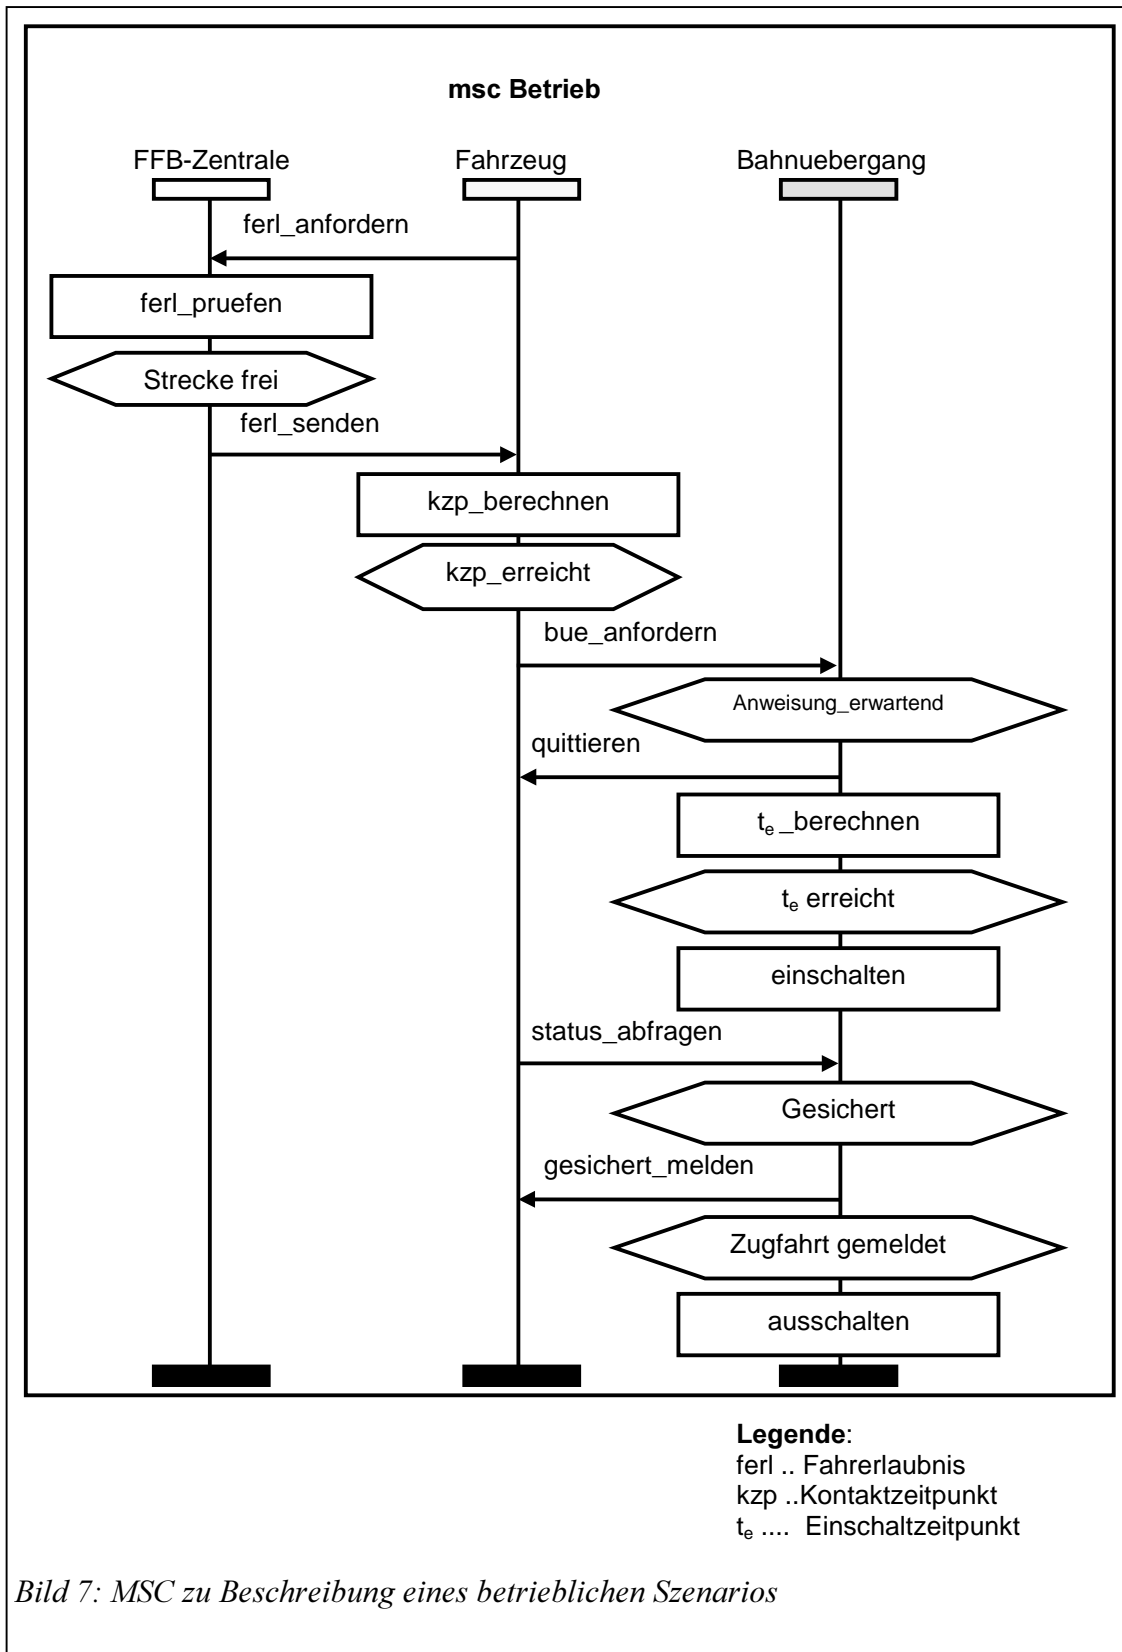 msc Betrieb
FFB-Zentrale Fahrzeug Bahnuebergang
ferl_anfordern
ferl_pruefen
Strecke frei
ferl_senden
kzp_berechnen
kzp_erreicht
bue_anfordern
Anweisung_erwartend
quittieren
te_berechnen
te erreicht
einschalten
status_abfragen
Gesichert
gesichert_melden
Zugfahrt gemeldet
ausschalten
Legende:
ferl .. Fahrerlaubnis
kzp ..Kontaktzeitpunkt
te .... Einschaltzeitpunkt
Bild 7: MSC zu Beschreibung eines betrieblichen Szenarios